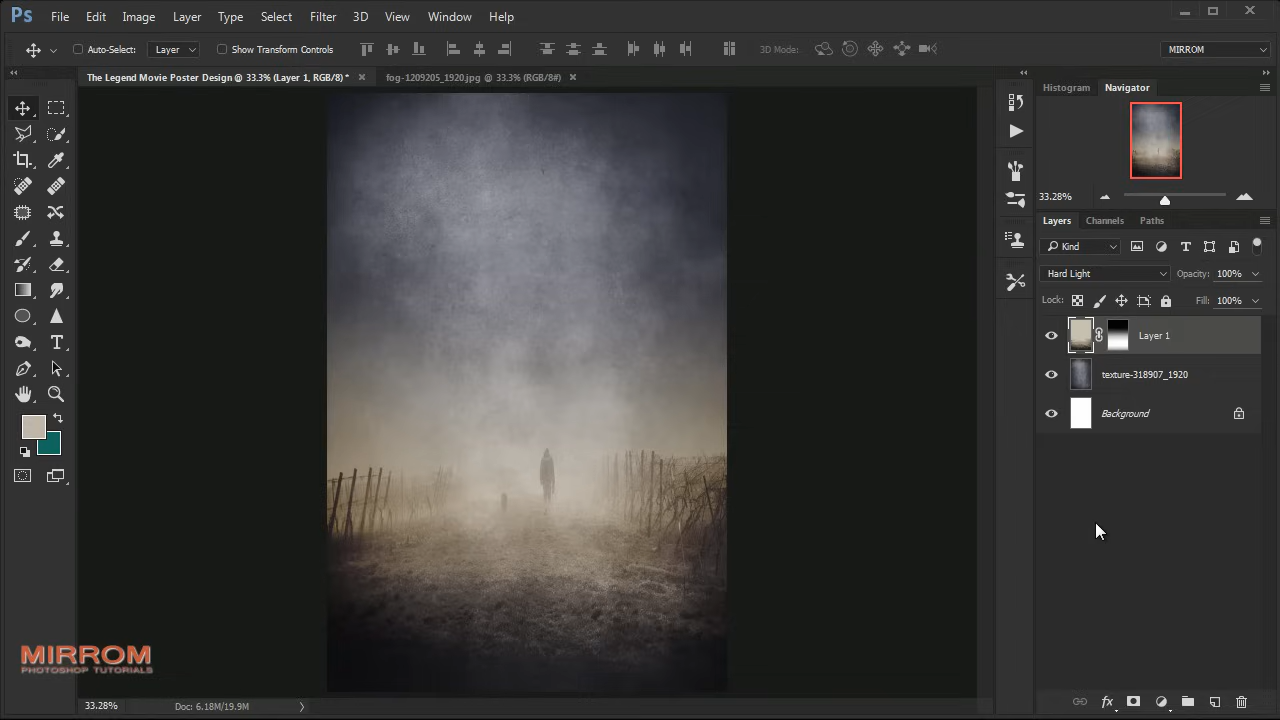 Ps File Edit Image Layer Type Select Filter 3D View Window Help
Auto-Select: Layer Show Transform Controls 3D Mode: MIRROM
The Legend Movie Poster Design @ 33.3% (Layer 1, RGB/8) * fog-1209205_1920.jpg @ 33.3% (RGB/8#)
Histogram Navigator
33.28%
Layers Channels Paths
Kind
Hard Light Opacity: 100%
Lock: Fill: 100%
Layer 1
texture-318907_1920
Background
MIRROM
PHOTOSHOP TUTORIALS
33.28% Doc: 6.18M/19.9M